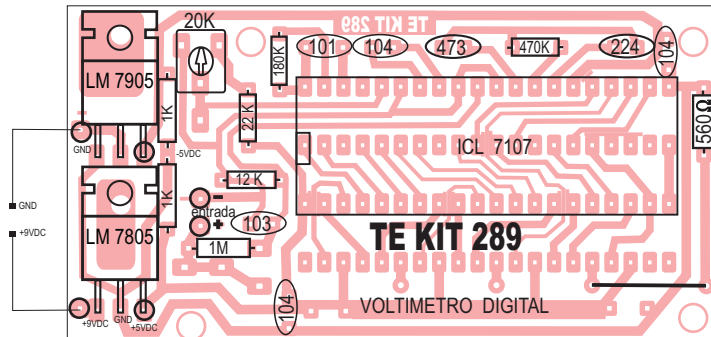 TE KIT 289
20K
LM 7905
180K
101
104
473
470K
224
104
1K
22 K
ICL 7107
560Ω
GND
-5VDC
12 K
1K
GND
entrada
-
+
103
+9VDC
LM 7805
1M
TE KIT 289
104
VOLTIMETRO DIGITAL
+9VDC
GND
+5VDC